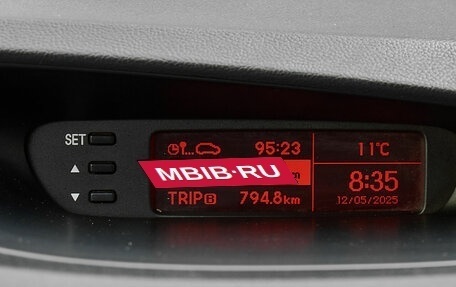 SET
95:23
11°C
MBIB·RU
m
8:35
TRIP B 794.8km
12/05/2025